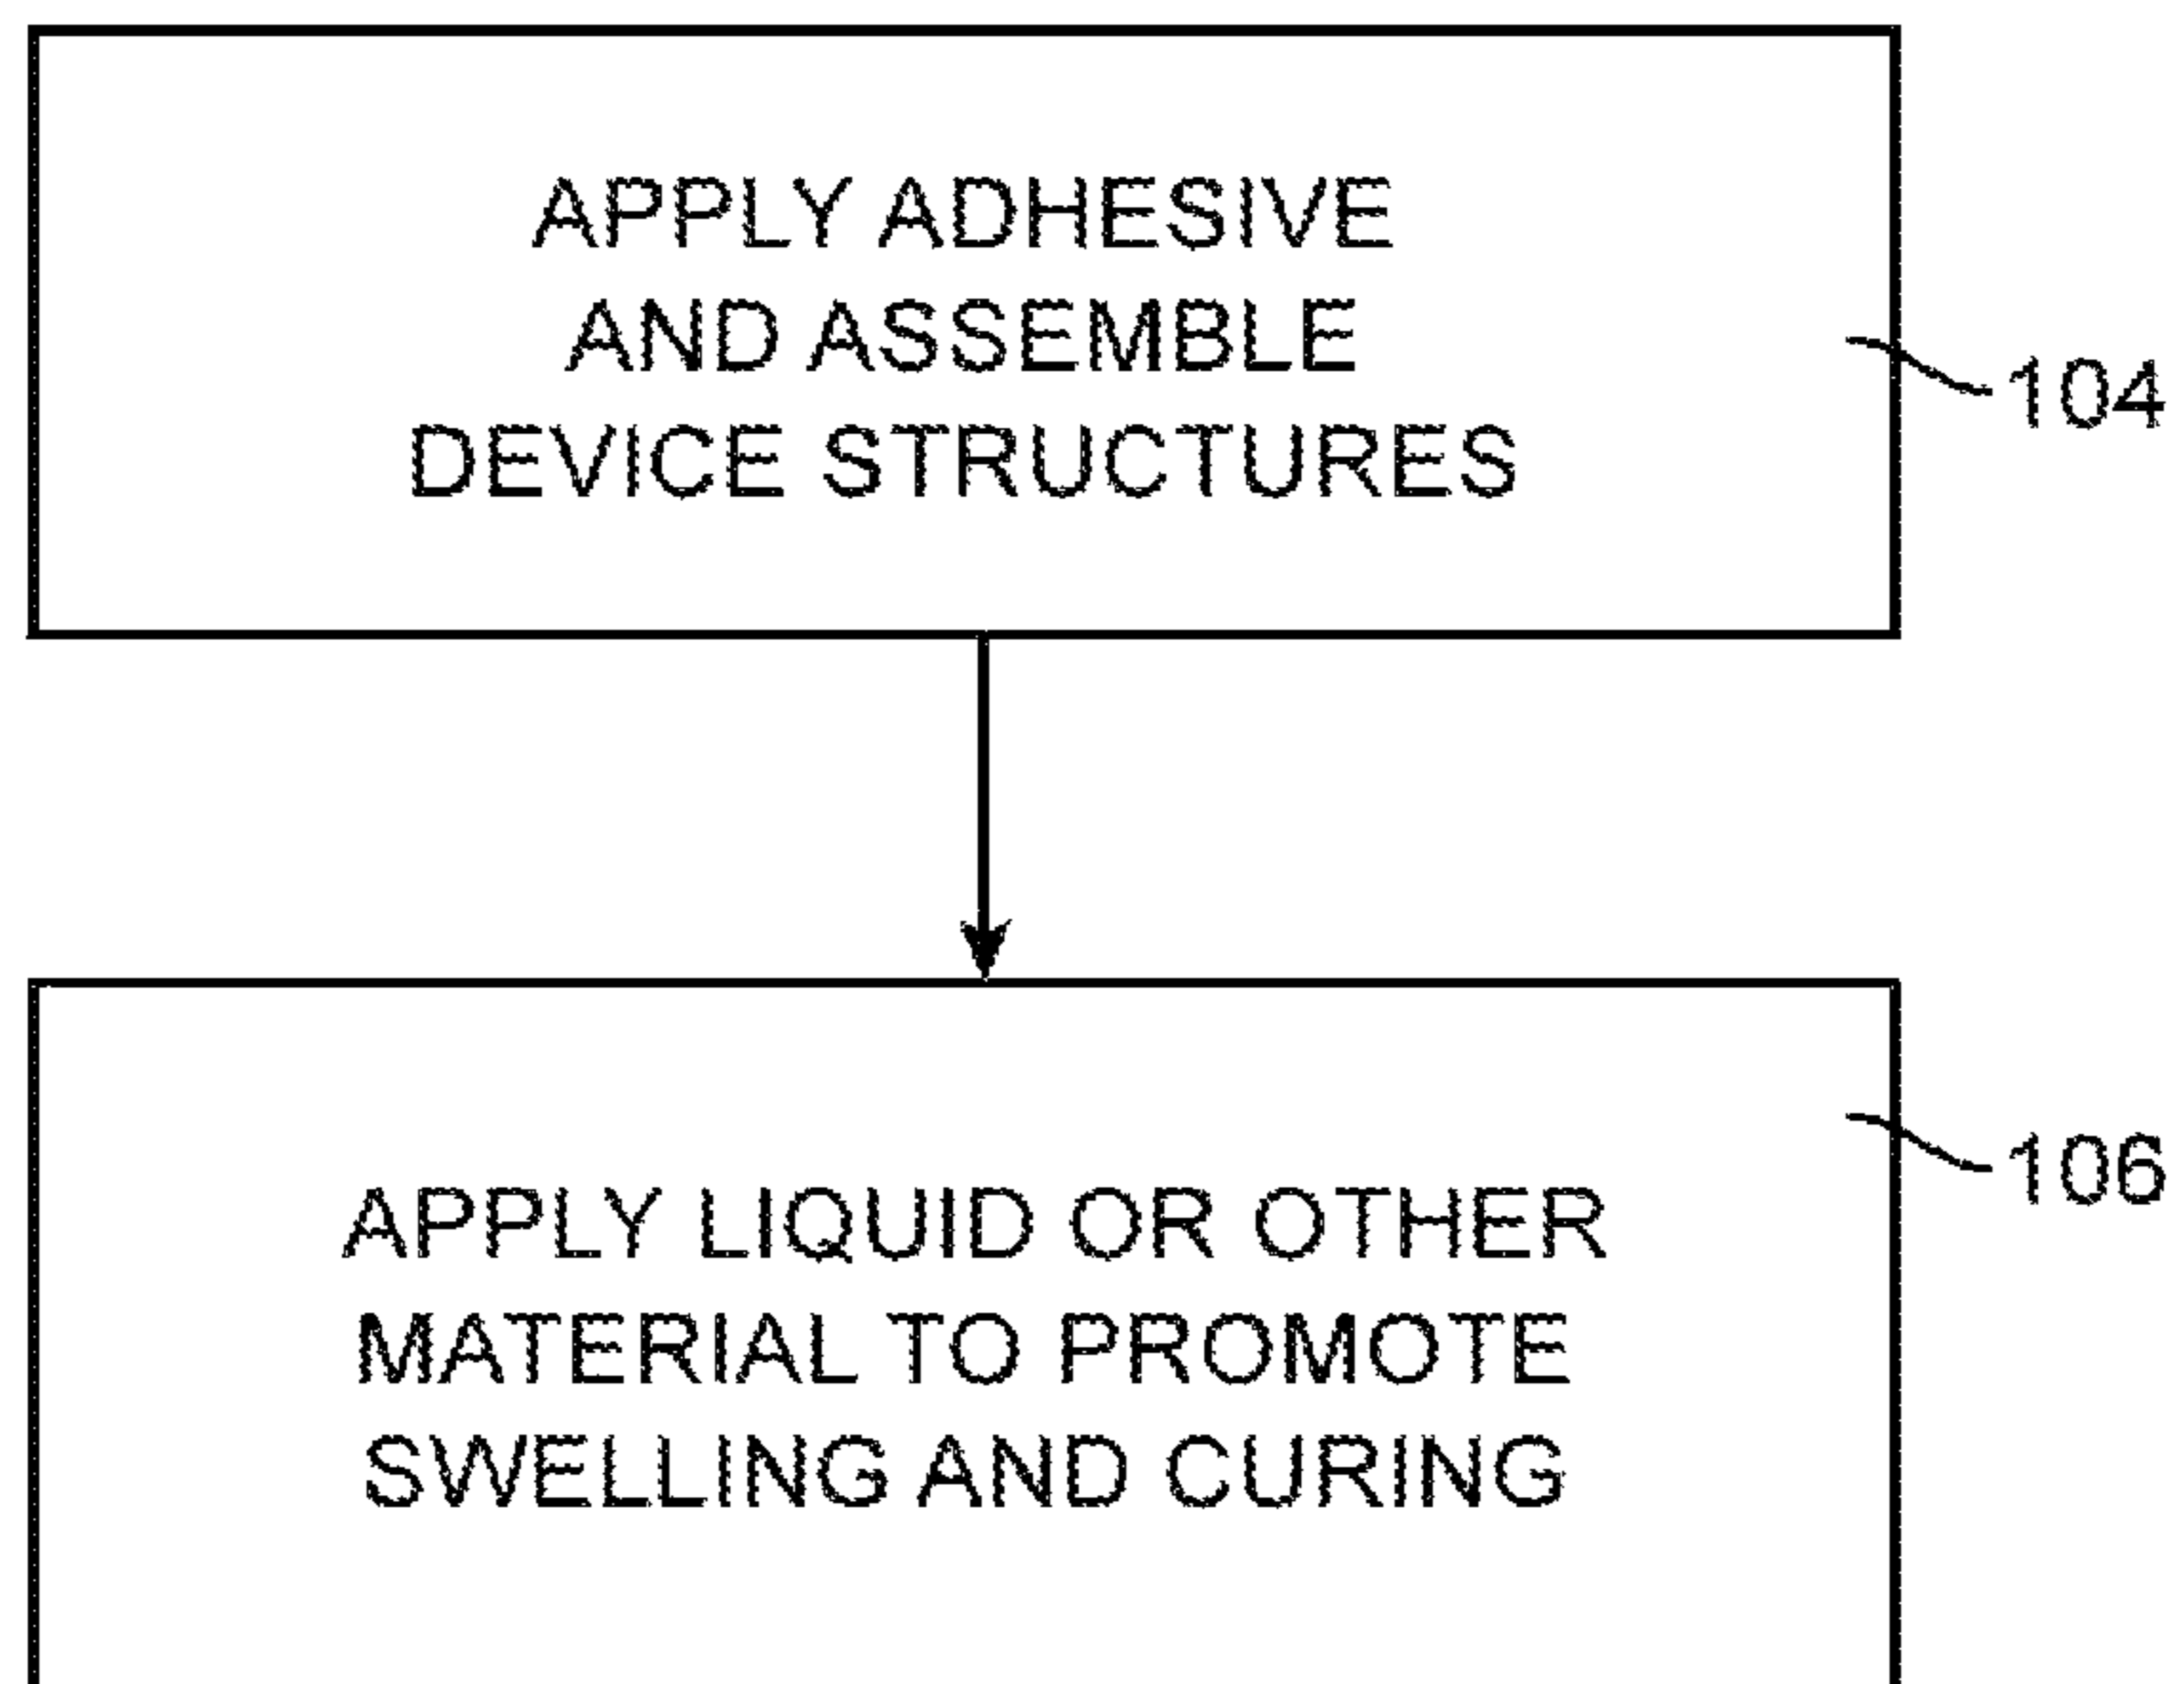 APPLY ADHESIVE
AND ASSEMBLE
DEVICE STRUCTURES
104
APPLY LIQUID OR OTHER
MATERIAL TO PROMOTE
SWELLING AND CURING
106